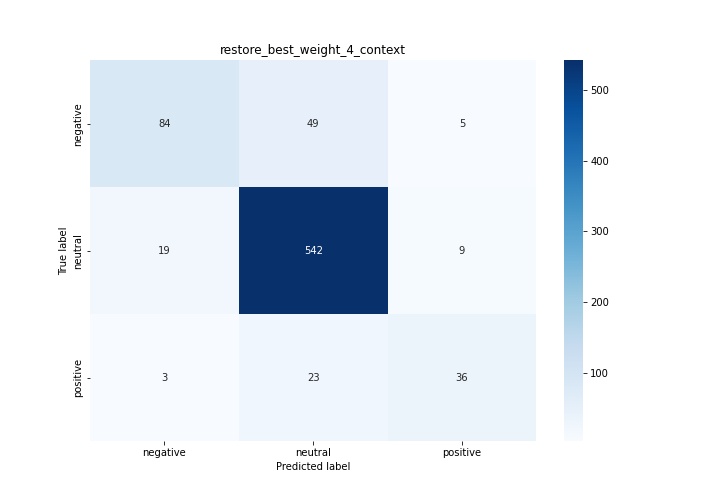 restore_best_weight_4_context
negative
84
49
5
500
400
True label
neutral
19
542
9
300
200
positive
3
23
36
100
negative
neutral
positive
Predicted label